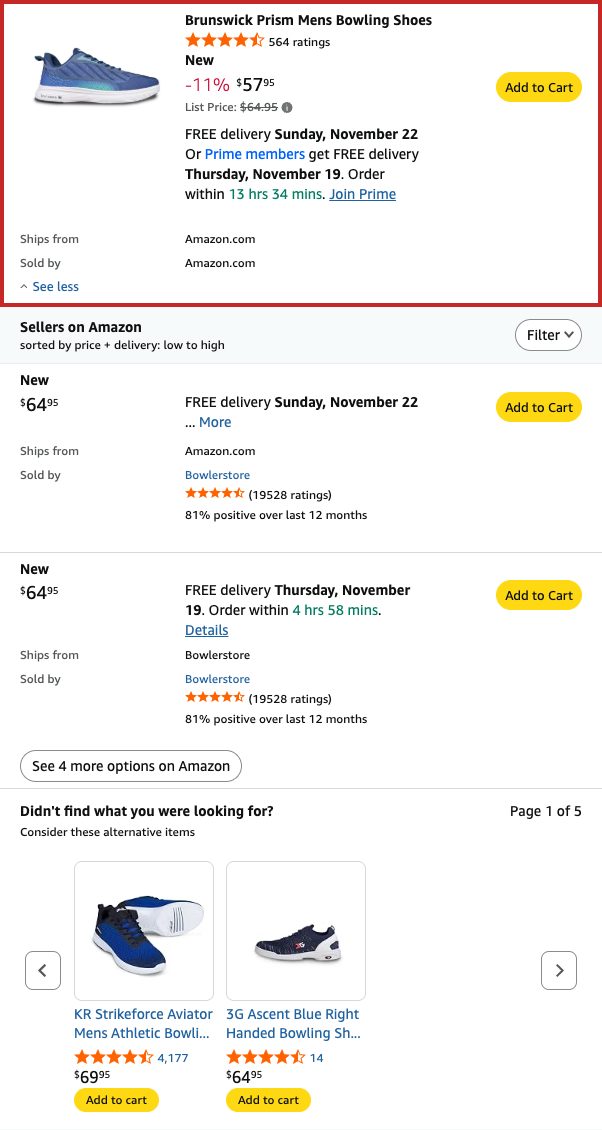 Brunswick Prism Mens Bowling Shoes
564 ratings
New
-11% $57.95
List Price: $64.95
Add to Cart
FREE delivery Sunday, November 22
Or Prime members get FREE delivery
Thursday, November 19. Order
within 13 hrs 34 mins. Join Prime
Ships from Amazon.com
Sold by Amazon.com
See less
Sellers on Amazon
sorted by price + delivery: low to high
Filter
New
$64.95
FREE delivery Sunday, November 22
... More
Add to Cart
Ships from Amazon.com
Sold by Bowlerstore
(19528 ratings)
81% positive over last 12 months
New
$64.95
FREE delivery Thursday, November
19. Order within 4 hrs 58 mins.
Details
Add to Cart
Ships from Bowlerstore
Sold by Bowlerstore
(19528 ratings)
81% positive over last 12 months
See 4 more options on Amazon
Didn't find what you were looking for? Page 1 of 5
Consider these alternative items
KR Strikeforce Aviator
Mens Athletic Bowli...
4,177
$69.95
Add to cart
3G Ascent Blue Right
Handed Bowling Sh...
14
$64.95
Add to cart